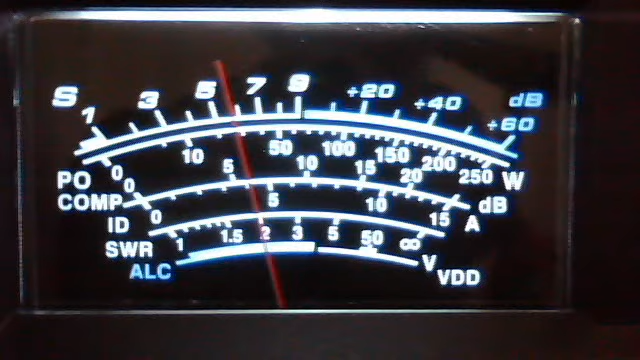 S 1 3 5 7 9 +20 +40 +60 dB
PO 0 10 50 100 150 200 250 W
COMP 0 5 10 15 20 dB
ID 0 5 10 15 A
SWR 1 1.5 2 3 5 50 ∞
ALC V
VDD